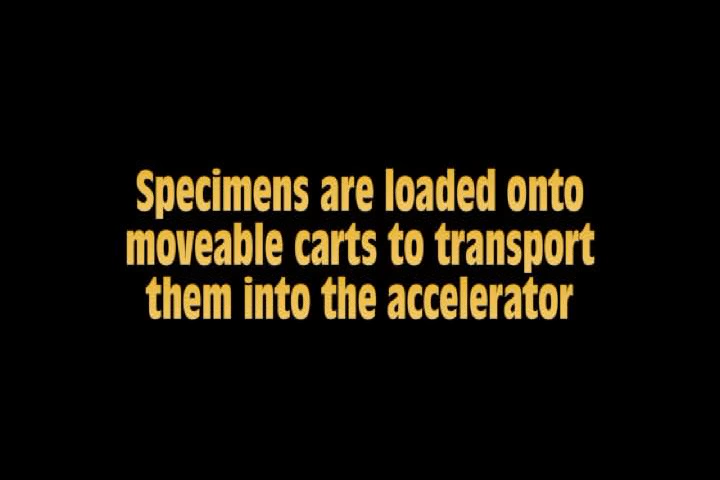 Specimens are loaded onto
moveable carts to transport
them into the accelerator